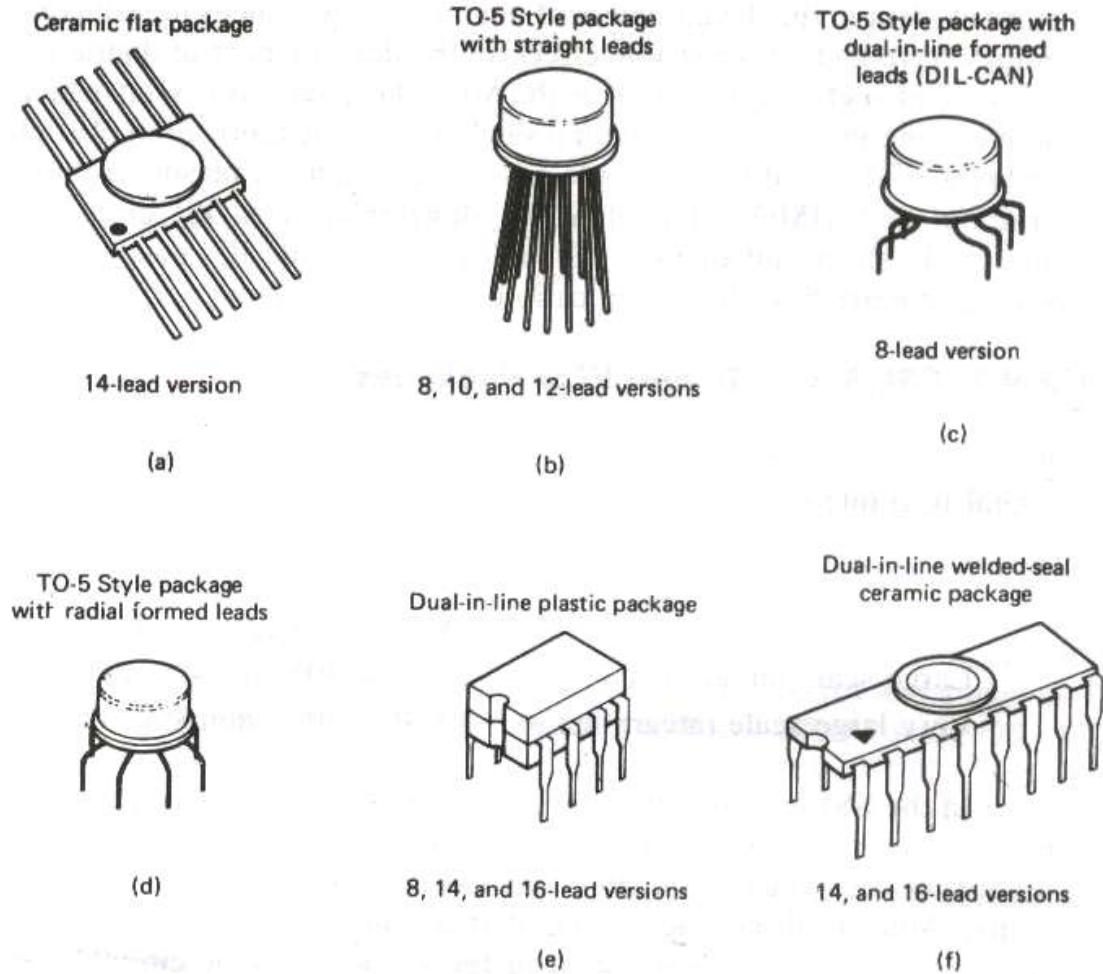 Ceramic flat package
14-lead version
(a)
TO-5 Style package
with straight leads
8, 10, and 12-lead versions
(b)
TO-5 Style package with
dual-in-line formed
leads (DIL-CAN)
8-lead version
(c)
TO-5 Style package
with radial formed leads
(d)
Dual-in-line plastic package
8, 14, and 16-lead versions
(e)
Dual-in-line welded-seal
ceramic package
14, and 16-lead versions
(f)